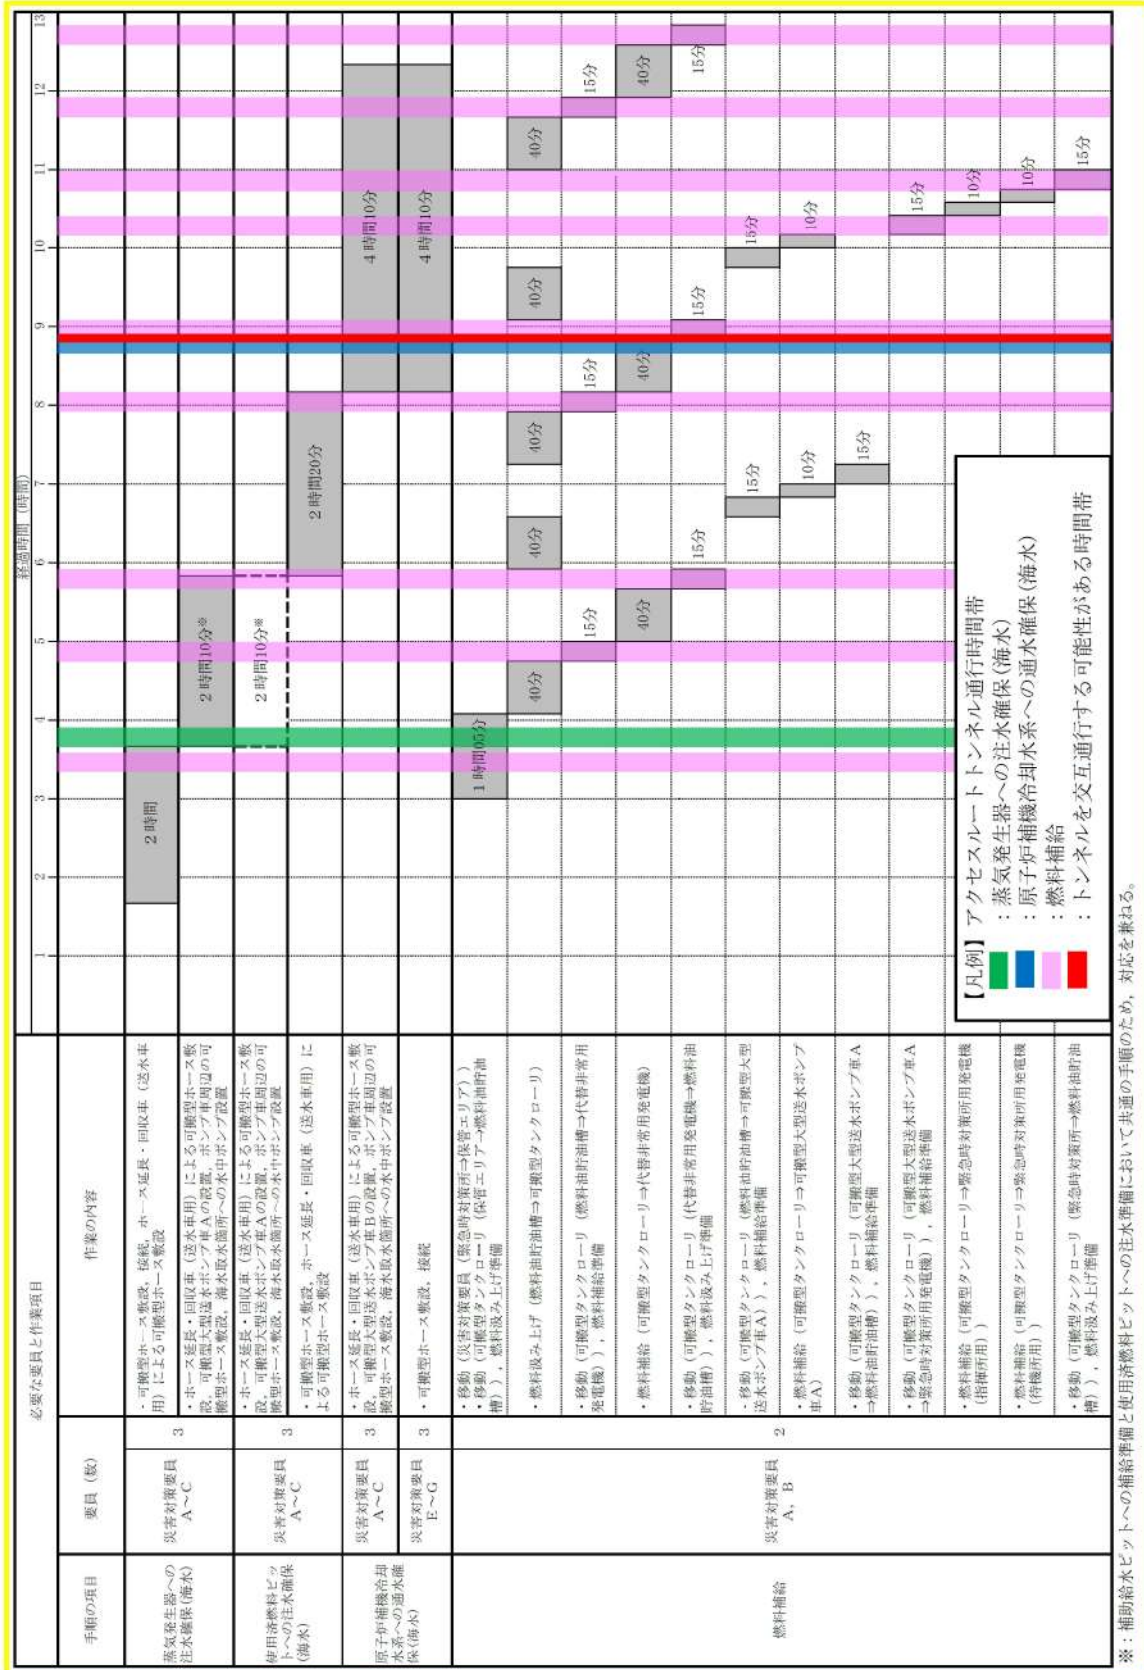 必要な要員と作業項目
経過時間（時間）
手順の項目
要員（数）
作業の内容
1
2
3
4
5
6
7
8
9
10
11
12
13
蒸気発生器への
注水確保(海水)
災害対策要員
A～C
3
・可搬型ホース敷設，接続，ホース延長・回収車（送水車
用）による可搬型ホース敷設
2時間
・ホース延長・回収車（送水車用）による可搬型ホース敷
設，可搬型大型送水ポンプ車Aの設置，ポンプ車周辺の可
搬型ホース敷設，海水取水箇所への水中ポンプ設置
2時間10分※
使用済燃料ピッ
トへの注水確保
(海水)
災害対策要員
A～C
3
・ホース延長・回収車（送水車用）による可搬型ホース敷
設，可搬型大型送水ポンプ車Aの設置，ポンプ車周辺の可
搬型ホース敷設，海水取水箇所への水中ポンプ設置
2時間10分※
・可搬型ホース敷設，ホース延長・回収車（送水車用）に
よる可搬型ホース敷設
2時間20分
原子炉補機冷却
水系への通水確
保(海水)
災害対策要員
A～C
3
・ホース延長・回収車（送水車用）による可搬型ホース敷
設，可搬型大型送水ポンプ車Bの設置，ポンプ車周辺の可
搬型ホース敷設，海水取水箇所への水中ポンプ設置
4時間10分
災害対策要員
E～G
3
・可搬型ホース敷設，接続
4時間10分
燃料補給
災害対策要員
A，B
2
・移動（災害対策要員（緊急時対策所⇒保管エリア））
・移動（可搬型タンクローリ（保管エリア→燃料油貯油
槽）），燃料汲み上げ準備
1時間05分
・燃料汲み上げ（燃料油貯油槽⇒可搬型タンクローリ）
40分
40分
40分
40分
40分
・移動（可搬型タンクローリ（燃料油貯油槽⇒代替非常用
発電機）），燃料補給準備
15分
15分
15分
・燃料補給（可搬型タンクローリ⇒代替非常用発電機）
40分
40分
40分
・移動（可搬型タンクローリ（代替非常用発電機⇒燃料油
貯油槽）），燃料汲み上げ準備
15分
15分
15分
・移動（可搬型タンクローリ（燃料油貯油槽⇒可搬型大型
送水ポンプ車A）），燃料補給準備
15分
15分
・燃料補給（可搬型タンクローリ⇒可搬型大型送水ポンプ
車A）
10分
10分
・移動（可搬型タンクローリ（可搬型大型送水ポンプ車A
⇒燃料油貯油槽）），燃料補給準備
15分
・移動（可搬型タンクローリ（可搬型大型送水ポンプ車A
⇒緊急時対策所用発電機）），燃料補給準備
15分
・燃料補給（可搬型タンクローリ⇒緊急時対策所用発電機
（指揮所用））
10分
・燃料補給（可搬型タンクローリ⇒緊急時対策所用発電機
（待機所用））
10分
・移動（可搬型タンクローリ（緊急時対策所⇒燃料油貯油
槽）），燃料汲み上げ準備
15分
【凡例】アクセスルートトンネル通行時間帯
：蒸気発生器への注水確保(海水)
：原子炉補機冷却水系への通水確保(海水)
：燃料補給
：トンネルを交互通行する可能性がある時間帯
※：補助給水ピットへの補給準備と使用済燃料ピットへの注水準備において共通の手順のため，対応を兼ねる。